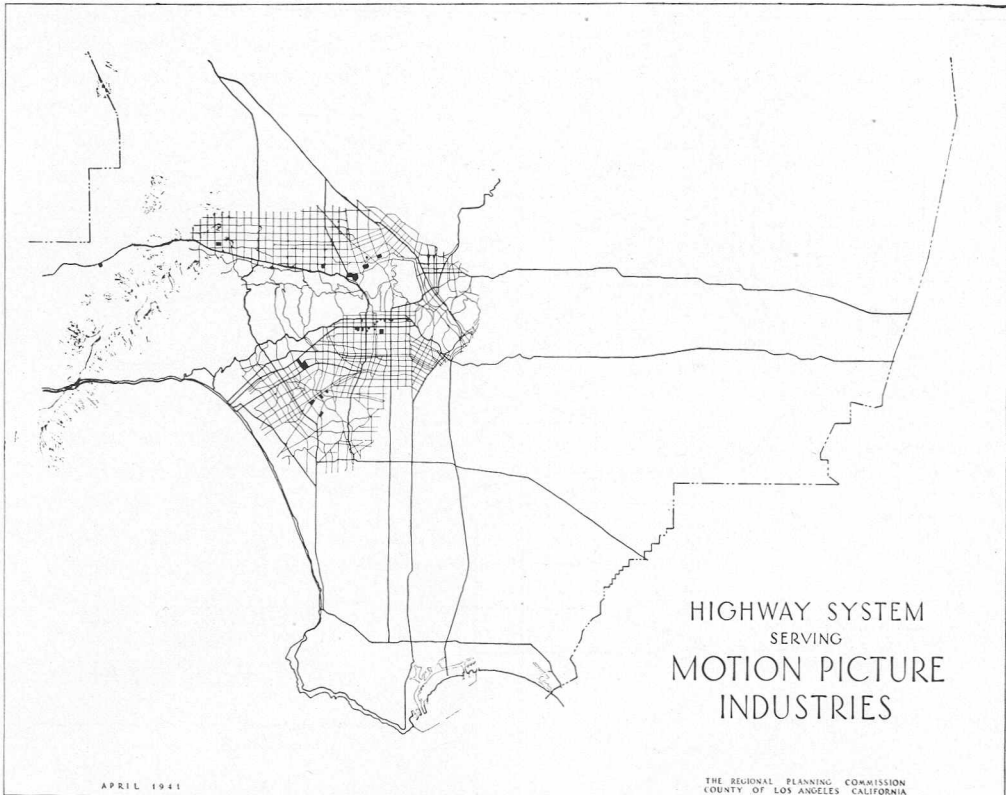 HIGHWAY SYSTEM
SERVING
MOTION PICTURE
INDUSTRIES
APRIL 1941
THE REGIONAL PLANNING COMMISSION
COUNTY OF LOS ANGELES CALIFORNIA